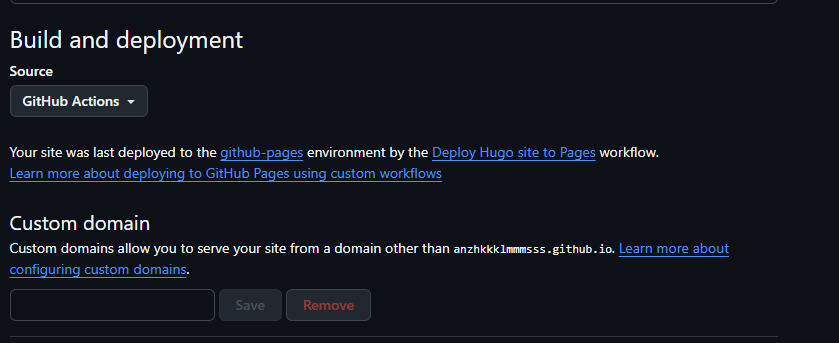 Build and deployment
Source
GitHub Actions
Your site was last deployed to the github-pages environment by the Deploy Hugo site to Pages workflow.
Learn more about deploying to GitHub Pages using custom workflows
Custom domain
Custom domains allow you to serve your site from a domain other than anzhkkklmmmsss.github.io. Learn more about
configuring custom domains.
Save Remove